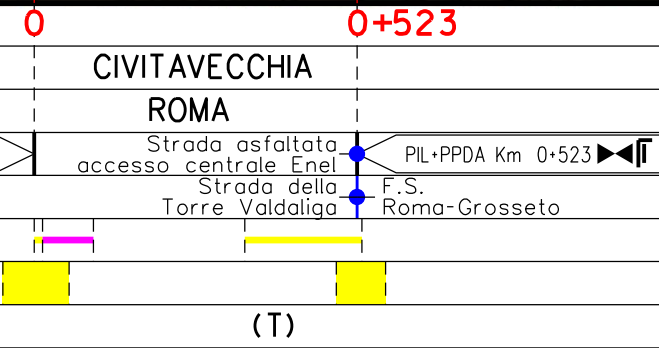 0 0+523
CIVITAVECCHIA
ROMA
Strada asfaltata
accesso centrale Enel
PIL+PPDA Km 0+523
Strada della
Torre Valdaliga
F.S.
Roma-Grosseto
(T)